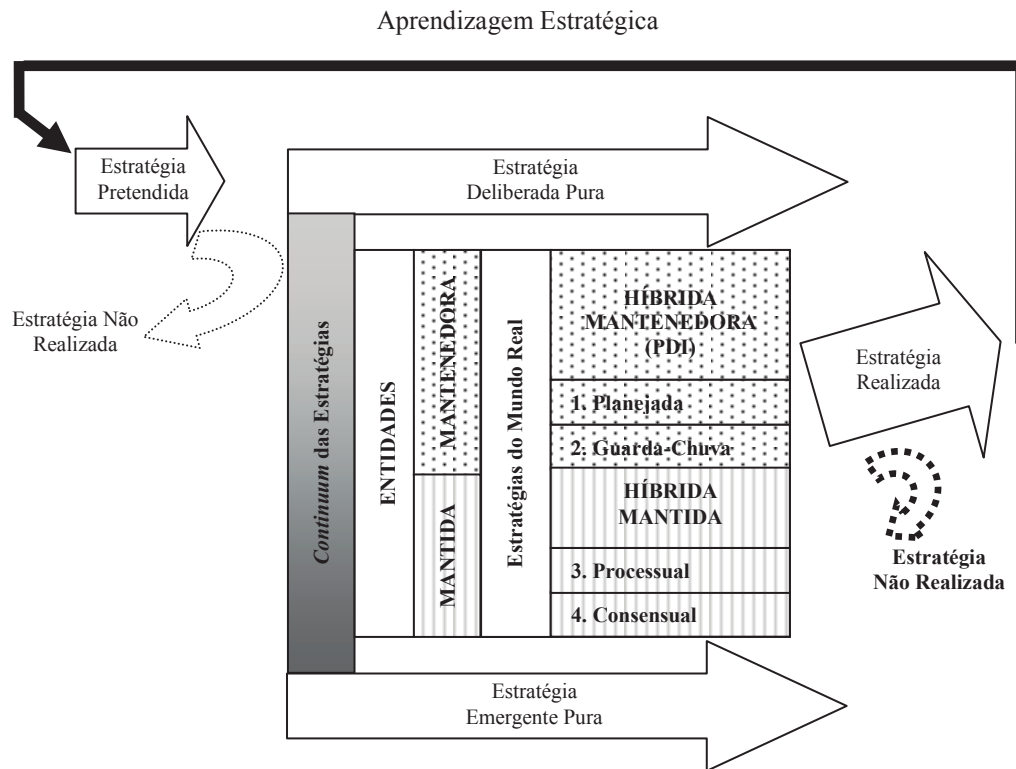 Aprendizagem Estratégica
Estratégia
Pretendida
Estratégia
Deliberada Pura
Estratégia Não
Realizada
Continuum das Estratégias
ENTIDADES
MANTENEDORA
MANTIDA
Estratégias do Mundo Real
HÍBRIDA
MANTENEDORA
(PDI)
1. Planejada
2. Guarda-Chuva
HÍBRIDA
MANTIDA
3. Processual
4. Consensual
Estratégia
Realizada
Estratégia
Não Realizada
Estratégia
Emergente Pura